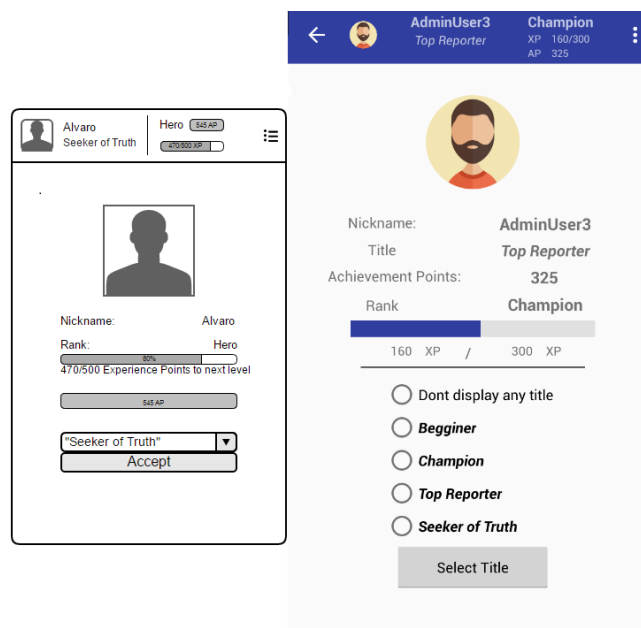 Alvaro
Seeker of Truth
Hero 545 AP
470/500 XP
Nickname: Alvaro
Rank: Hero
80%
470/500 Experience Points to next level
545 AP
"Seeker of Truth"
Accept
AdminUser3
Top Reporter
Champion
XP 160/300
AP 325
Nickname: AdminUser3
Title Top Reporter
Achievement Points: 325
Rank Champion
160 XP / 300 XP
Dont display any title
Begginer
Champion
Top Reporter
Seeker of Truth
Select Title